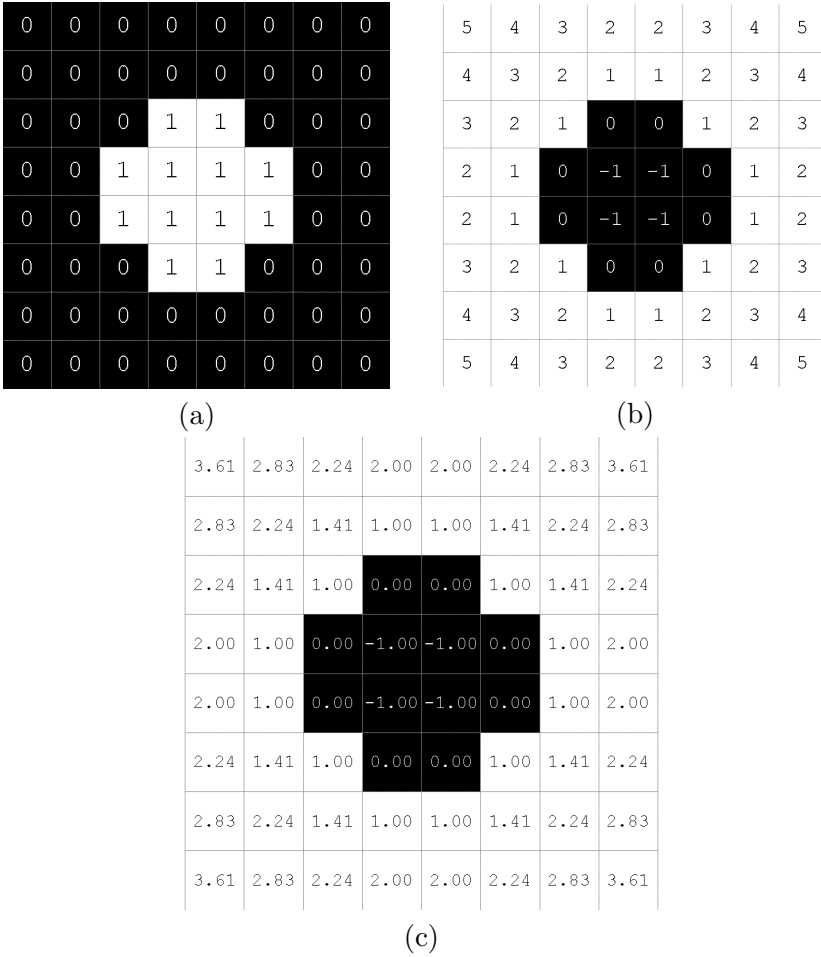 0 0 0 0 0 0 0 0
0 0 0 0 0 0 0 0
0 0 0 1 1 0 0 0
0 0 1 1 1 1 0 0
0 0 1 1 1 1 0 0
0 0 0 1 1 0 0 0
0 0 0 0 0 0 0 0
0 0 0 0 0 0 0 0
(a)
5 4 3 2 2 3 4 5
4 3 2 1 1 2 3 4
3 2 1 0 0 1 2 3
2 1 0 -1 -1 0 1 2
2 1 0 -1 -1 0 1 2
3 2 1 0 0 1 2 3
4 3 2 1 1 2 3 4
5 4 3 2 2 3 4 5
(b)
3.61 2.83 2.24 2.00 2.00 2.24 2.83 3.61
2.83 2.24 1.41 1.00 1.00 1.41 2.24 2.83
2.24 1.41 1.00 0.00 0.00 1.00 1.41 2.24
2.00 1.00 0.00 -1.00 -1.00 0.00 1.00 2.00
2.00 1.00 0.00 -1.00 -1.00 0.00 1.00 2.00
2.24 1.41 1.00 0.00 0.00 1.00 1.41 2.24
2.83 2.24 1.41 1.00 1.00 1.41 2.24 2.83
3.61 2.83 2.24 2.00 2.00 2.24 2.83 3.61
(c)